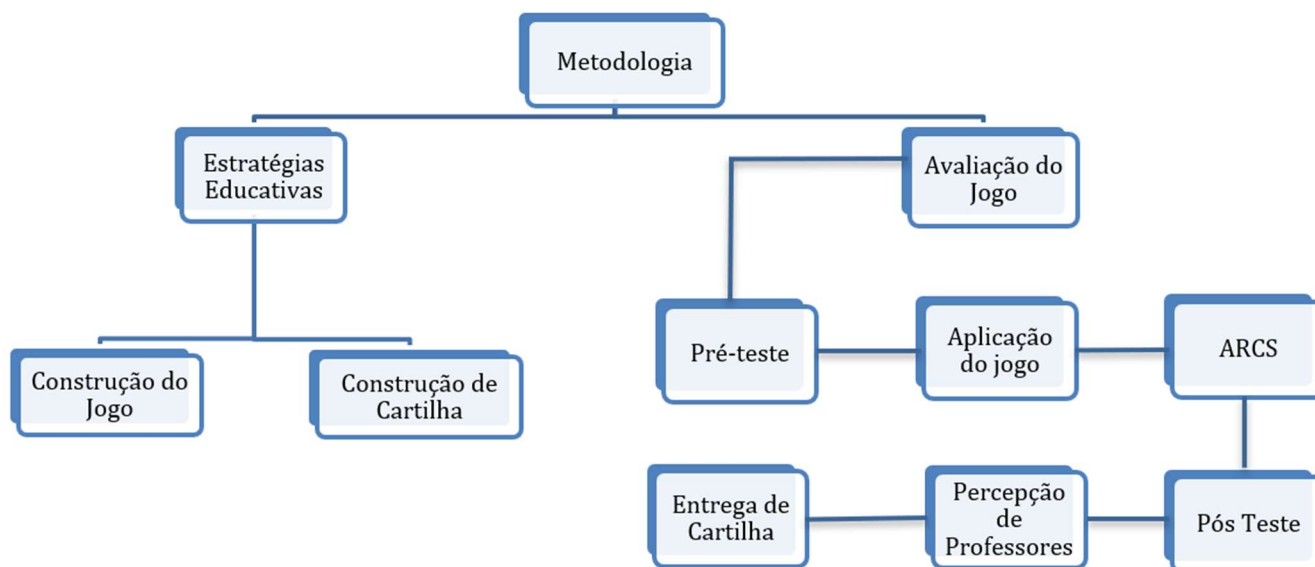 Metodologia
Estratégias
Educativas
Avaliação do
Jogo
Construção do
Jogo
Construção de
Cartilha
Pré-teste
Aplicação
do jogo
ARCS
Entrega de
Cartilha
Percepção
de
Professores
Pós Teste